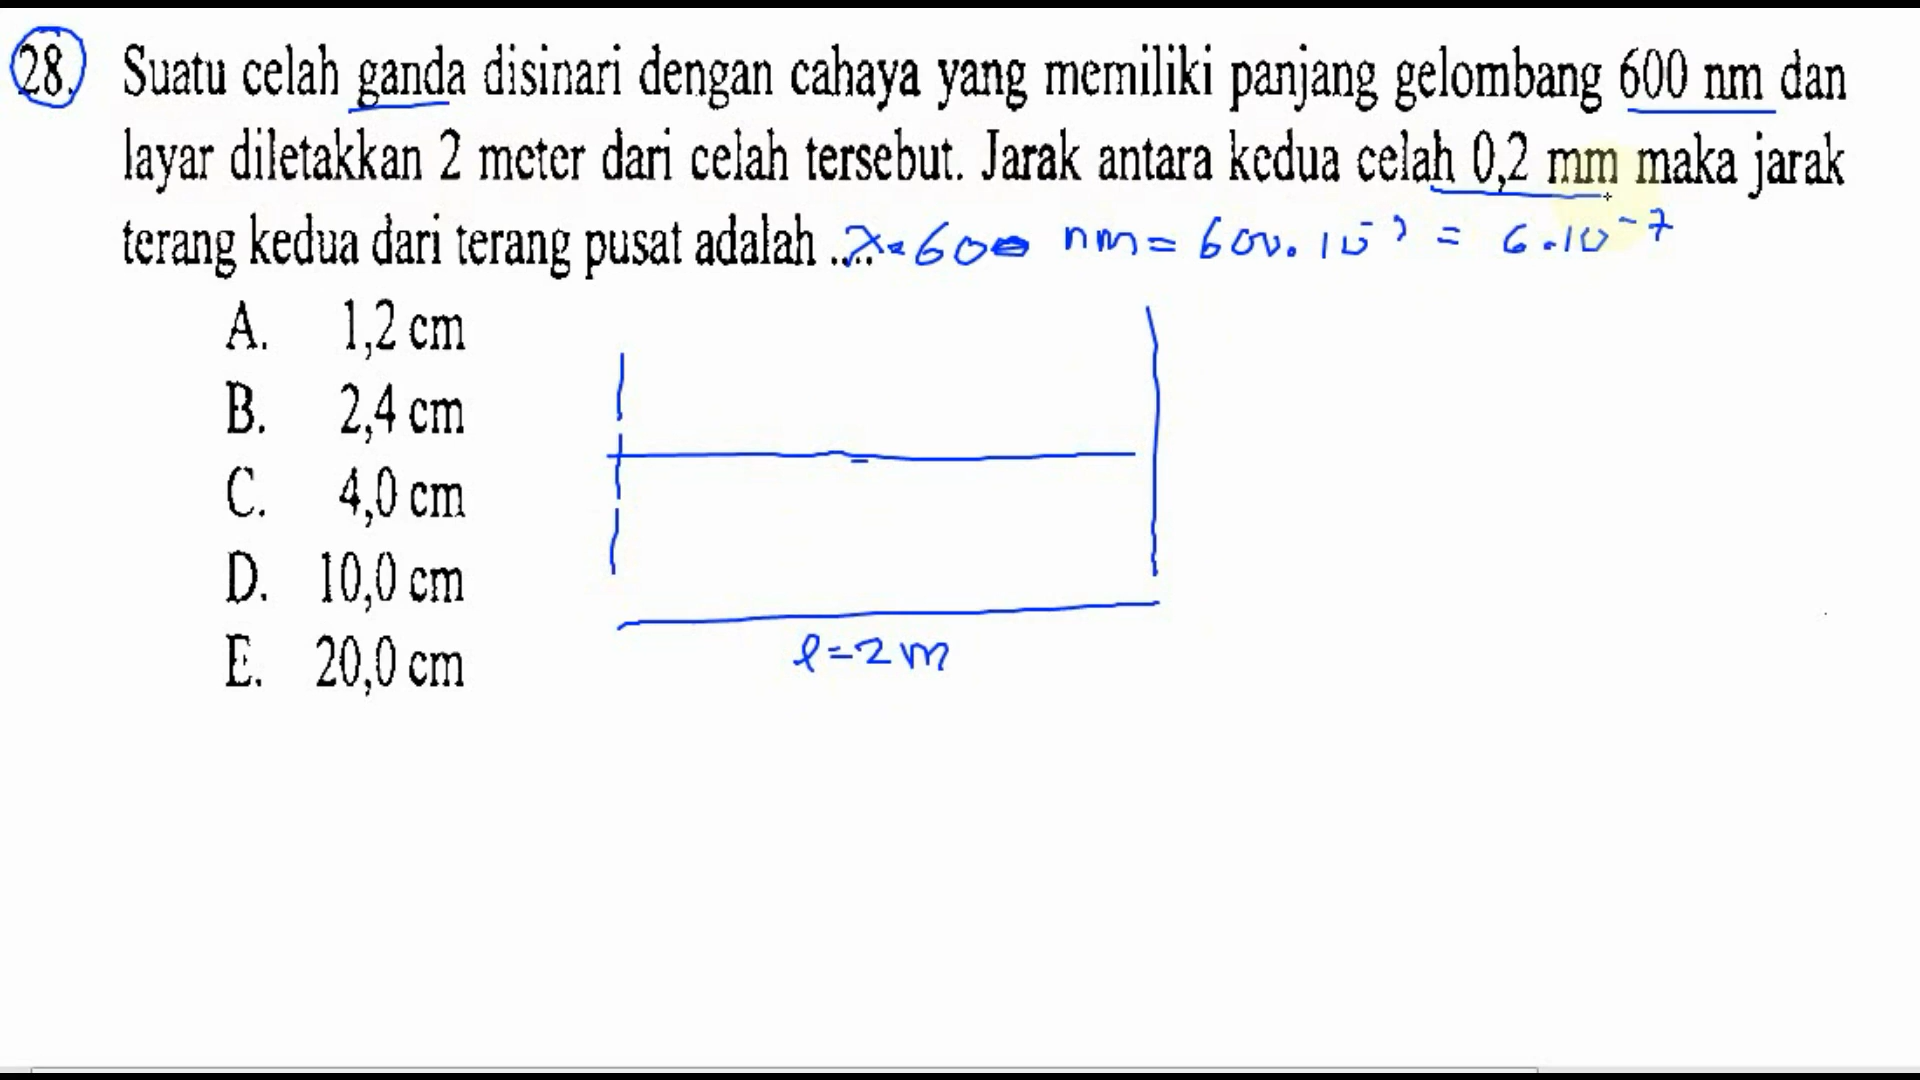 28. Suatu celah ganda disinari dengan cahaya yang memiliki panjang gelombang 600 nm dan
layar diletakkan 2 meter dari celah tersebut. Jarak antara kedua celah 0,2 mm maka jarak
terang kedua dari terang pusat adalah .... λ = 600 nm = 600 . 10⁻⁹ = 6 . 10⁻⁷
A. 1,2 cm
B. 2,4 cm
C. 4,0 cm
D. 10,0 cm
E. 20,0 cm
l = 2 m